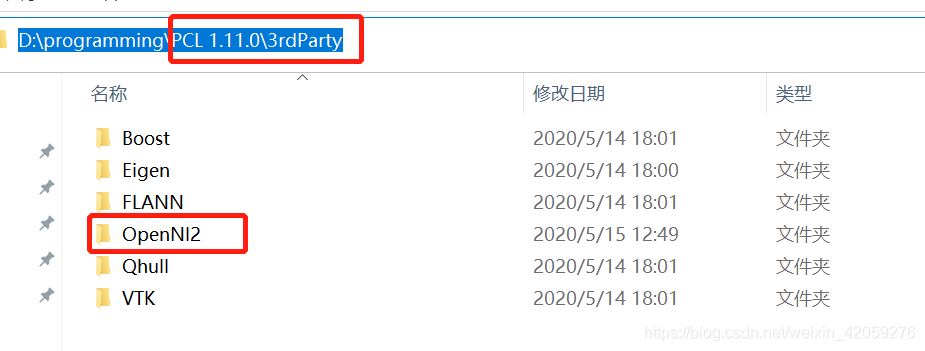 D:\programming\PCL 1.11.0\3rdParty
名称 修改日期 类型
Boost 2020/5/14 18:01 文件夹
Eigen 2020/5/14 18:00 文件夹
FLANN 2020/5/14 18:01 文件夹
OpenNI2 2020/5/15 12:49 文件夹
Qhull 2020/5/14 18:01 文件夹
VTK 2020/5/14 18:01 文件夹
https://blog.csdn.net/weixin_42059276